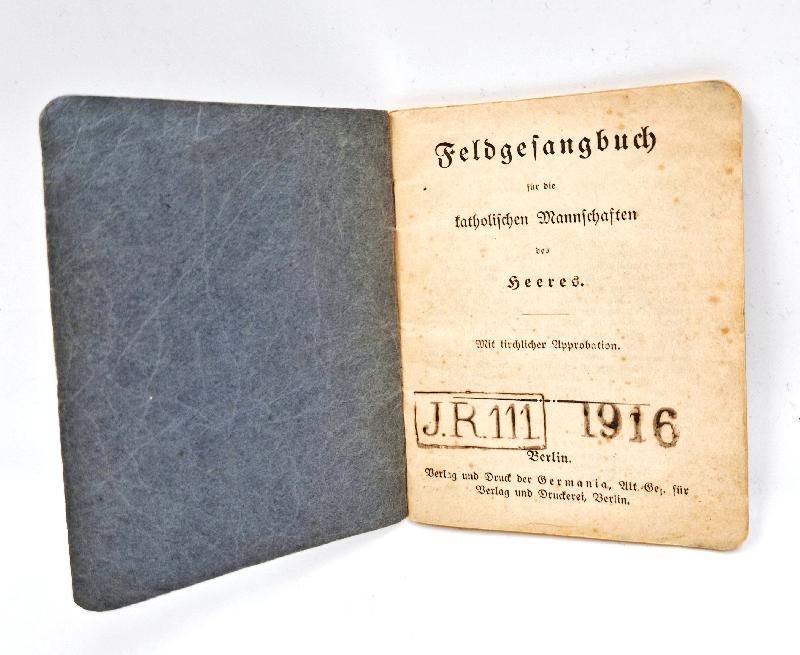 Feldgesangbuch
für die
katholischen Mannschaften
des
Heeres.
Mit kirchlicher Approbation.
J.R.111 1916
Berlin.
Verlag und Druck der Germania, Akt.-Ges. für
Verlag und Druckerei, Berlin.